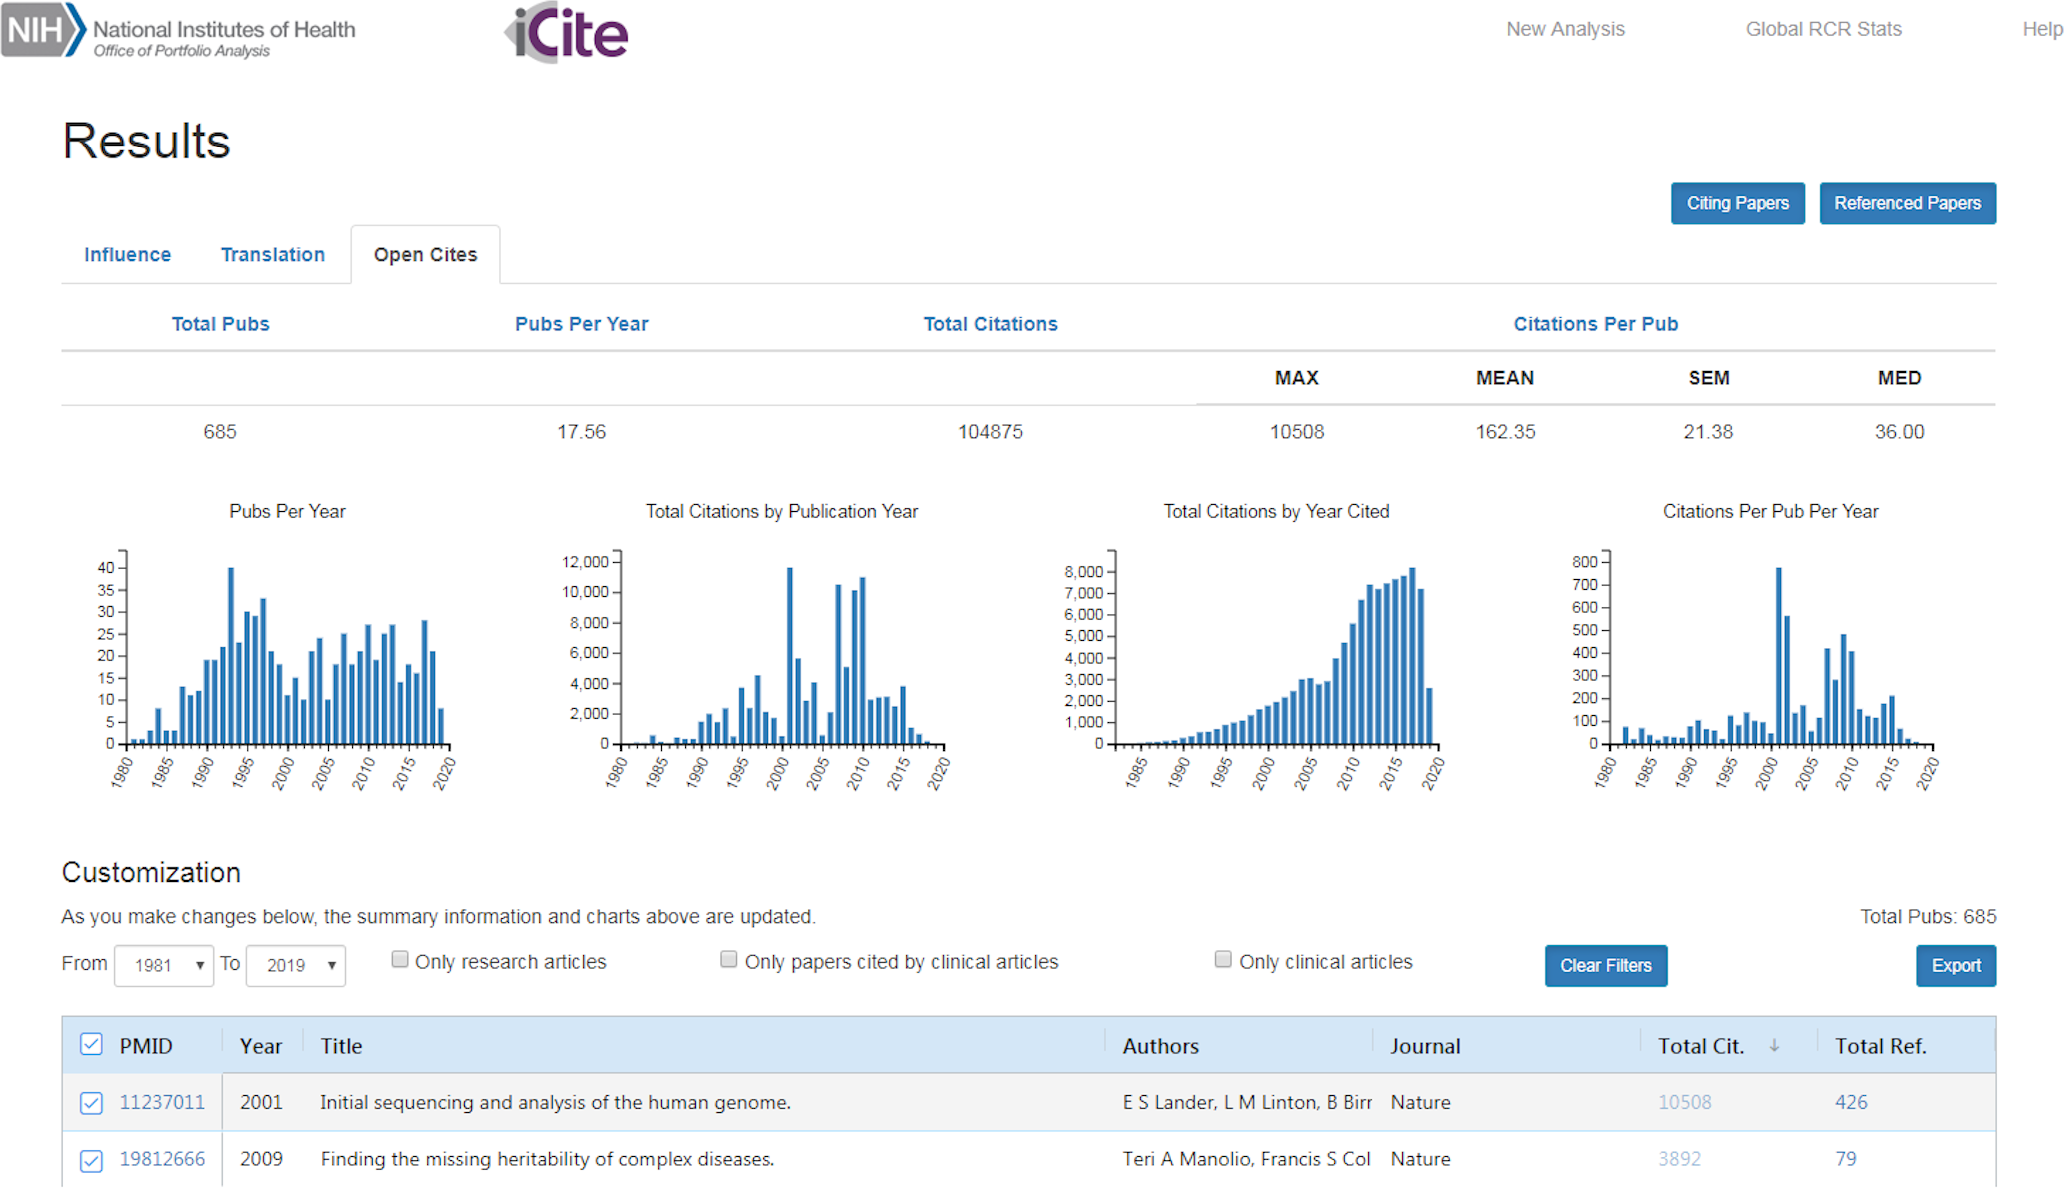 NIH National Institutes of Health
Office of Portfolio Analysis
iCite
New Analysis Global RCR Stats Help
Results
Citing Papers Referenced Papers
Influence Translation Open Cites
Total Pubs Pubs Per Year Total Citations Citations Per Pub
MAX MEAN SEM MED
685 17.56 104875 10508 162.35 21.38 36.00
Pubs Per Year
40
35
30
25
20
15
10
5
0
1980 1985 1990 1995 2000 2005 2010 2015 2020
Total Citations by Publication Year
12,000
10,000
8,000
6,000
4,000
2,000
0
1980 1985 1990 1995 2000 2005 2010 2015 2020
Total Citations by Year Cited
8,000
7,000
6,000
5,000
4,000
3,000
2,000
1,000
0
1985 1990 1995 2000 2005 2010 2015 2020
Citations Per Pub Per Year
800
700
600
500
400
300
200
100
0
1980 1985 1990 1995 2000 2005 2010 2015 2020
Customization
As you make changes below, the summary information and charts above are updated.
Total Pubs: 685
From 1981 To 2019 Only research articles Only papers cited by clinical articles Only clinical articles Clear Filters Export
PMID Year Title Authors Journal Total Cit. Total Ref.
11237011 2001 Initial sequencing and analysis of the human genome. E S Lander, L M Linton, B Birr Nature 10508 426
19812666 2009 Finding the missing heritability of complex diseases. Teri A Manolio, Francis S Col Nature 3892 79